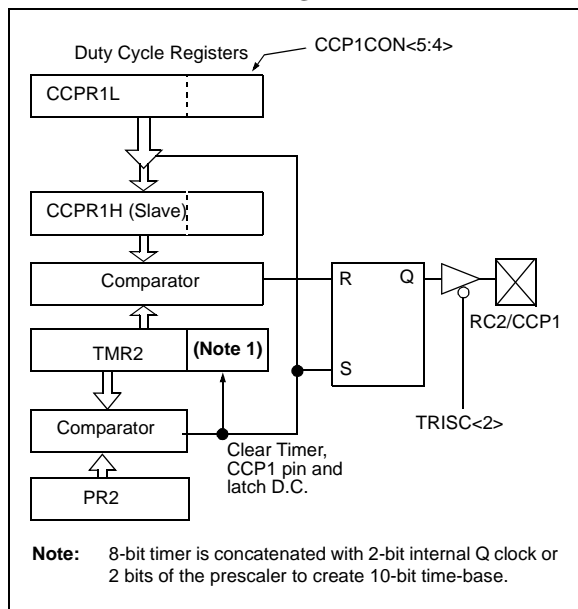 Duty Cycle Registers
CCP1CON<5:4>
CCPR1L
CCPR1H (Slave)
Comparator
R
Q
RC2/CCP1
TMR2
(Note 1)
S
TRISC<2>
Comparator
Clear Timer,
CCP1 pin and
latch D.C.
PR2
Note: 8-bit timer is concatenated with 2-bit internal Q clock or
2 bits of the prescaler to create 10-bit time-base.